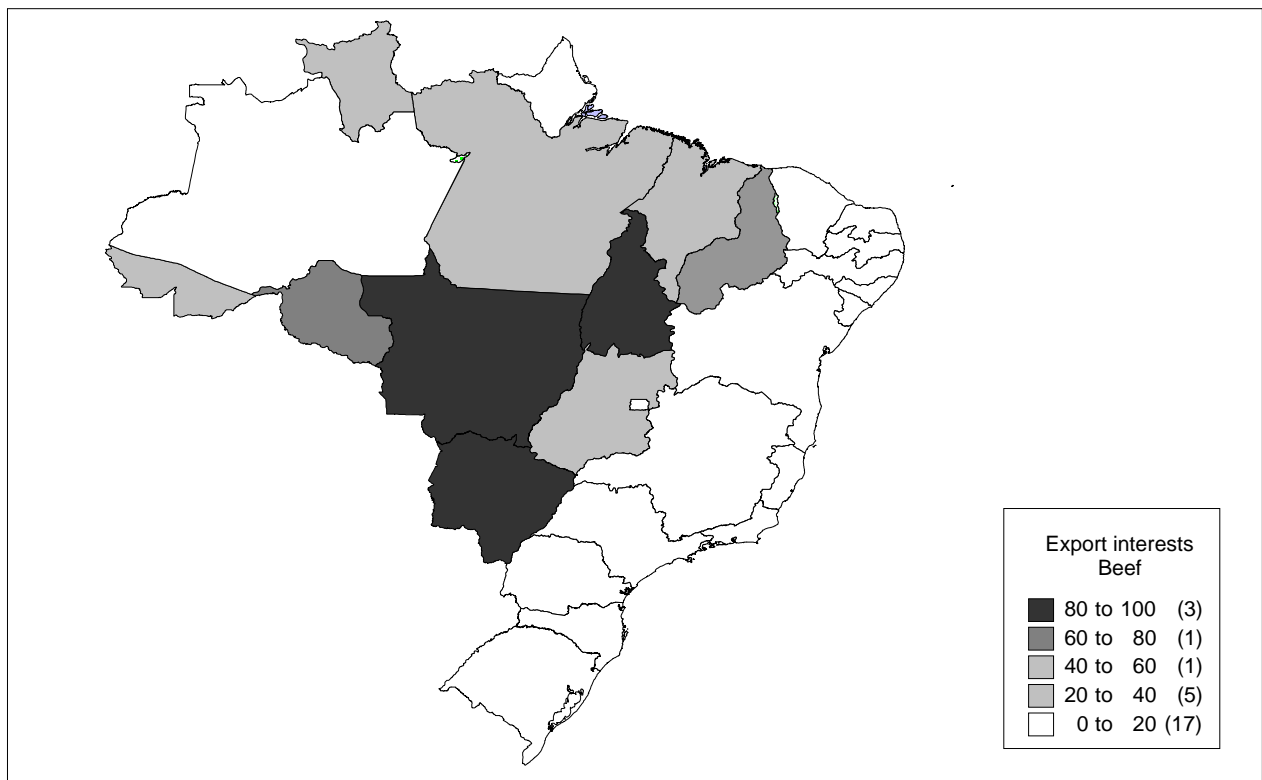 Export interests
Beef
80 to 100 (3)
60 to 80 (1)
40 to 60 (1)
20 to 40 (5)
0 to 20 (17)